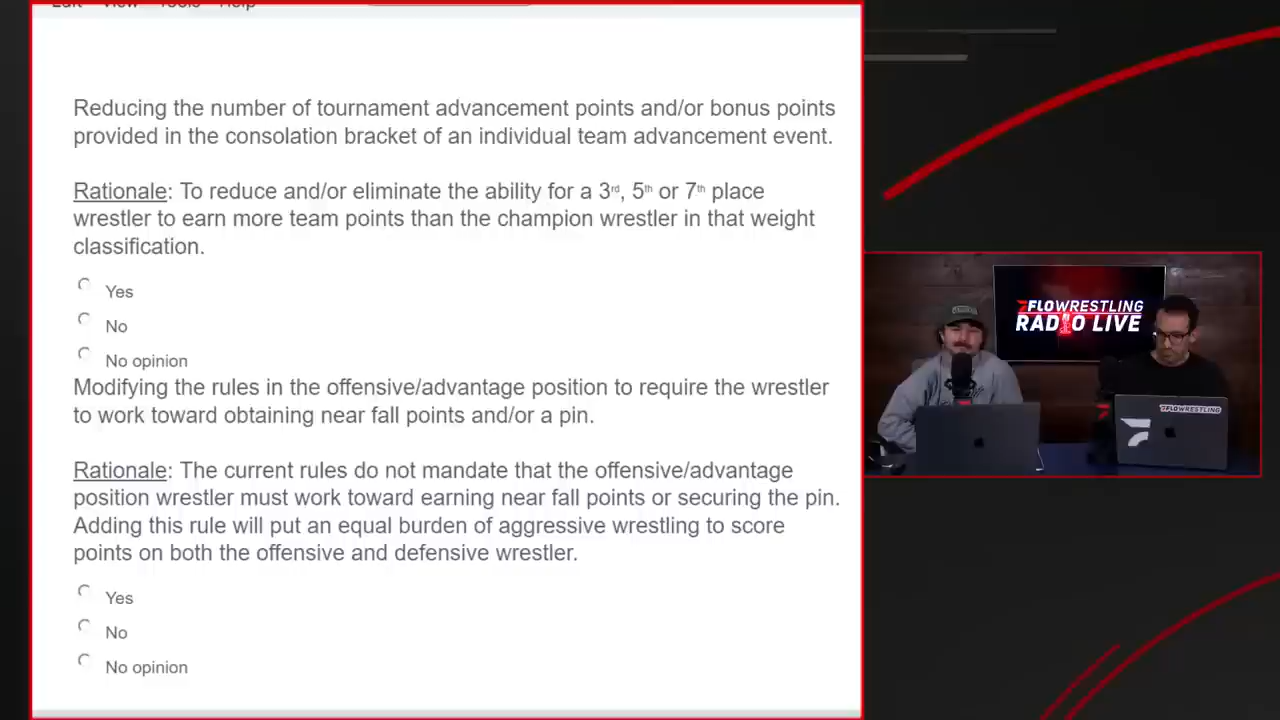 Edit View Tools Help
Reducing the number of tournament advancement points and/or bonus points
provided in the consolation bracket of an individual team advancement event.
Rationale: To reduce and/or eliminate the ability for a 3rd, 5th or 7th place
wrestler to earn more team points than the champion wrestler in that weight
classification.
Yes
No
No opinion
Modifying the rules in the offensive/advantage position to require the wrestler
to work toward obtaining near fall points and/or a pin.
Rationale: The current rules do not mandate that the offensive/advantage
position wrestler must work toward earning near fall points or securing the pin.
Adding this rule will put an equal burden of aggressive wrestling to score
points on both the offensive and defensive wrestler.
Yes
No
No opinion
FLOWRESTLING
RADIO LIVE
FLOWRESTLING